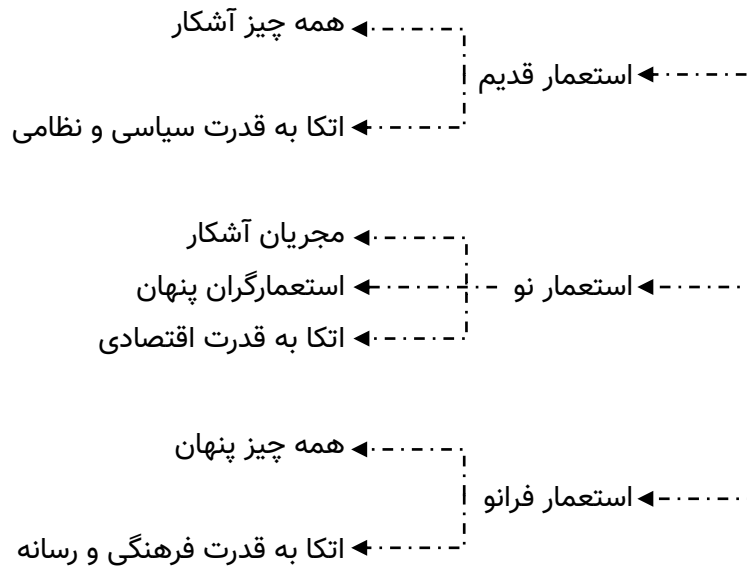 همه چیز آشکار
استعمار قدیم
اتکا به قدرت سیاسی و نظامی
مجریان آشکار
استعمار نو
استعمارگران پنهان
اتکا به قدرت اقتصادی
همه چیز پنهان
استعمار فرانو
اتکا به قدرت فرهنگی و رسانه